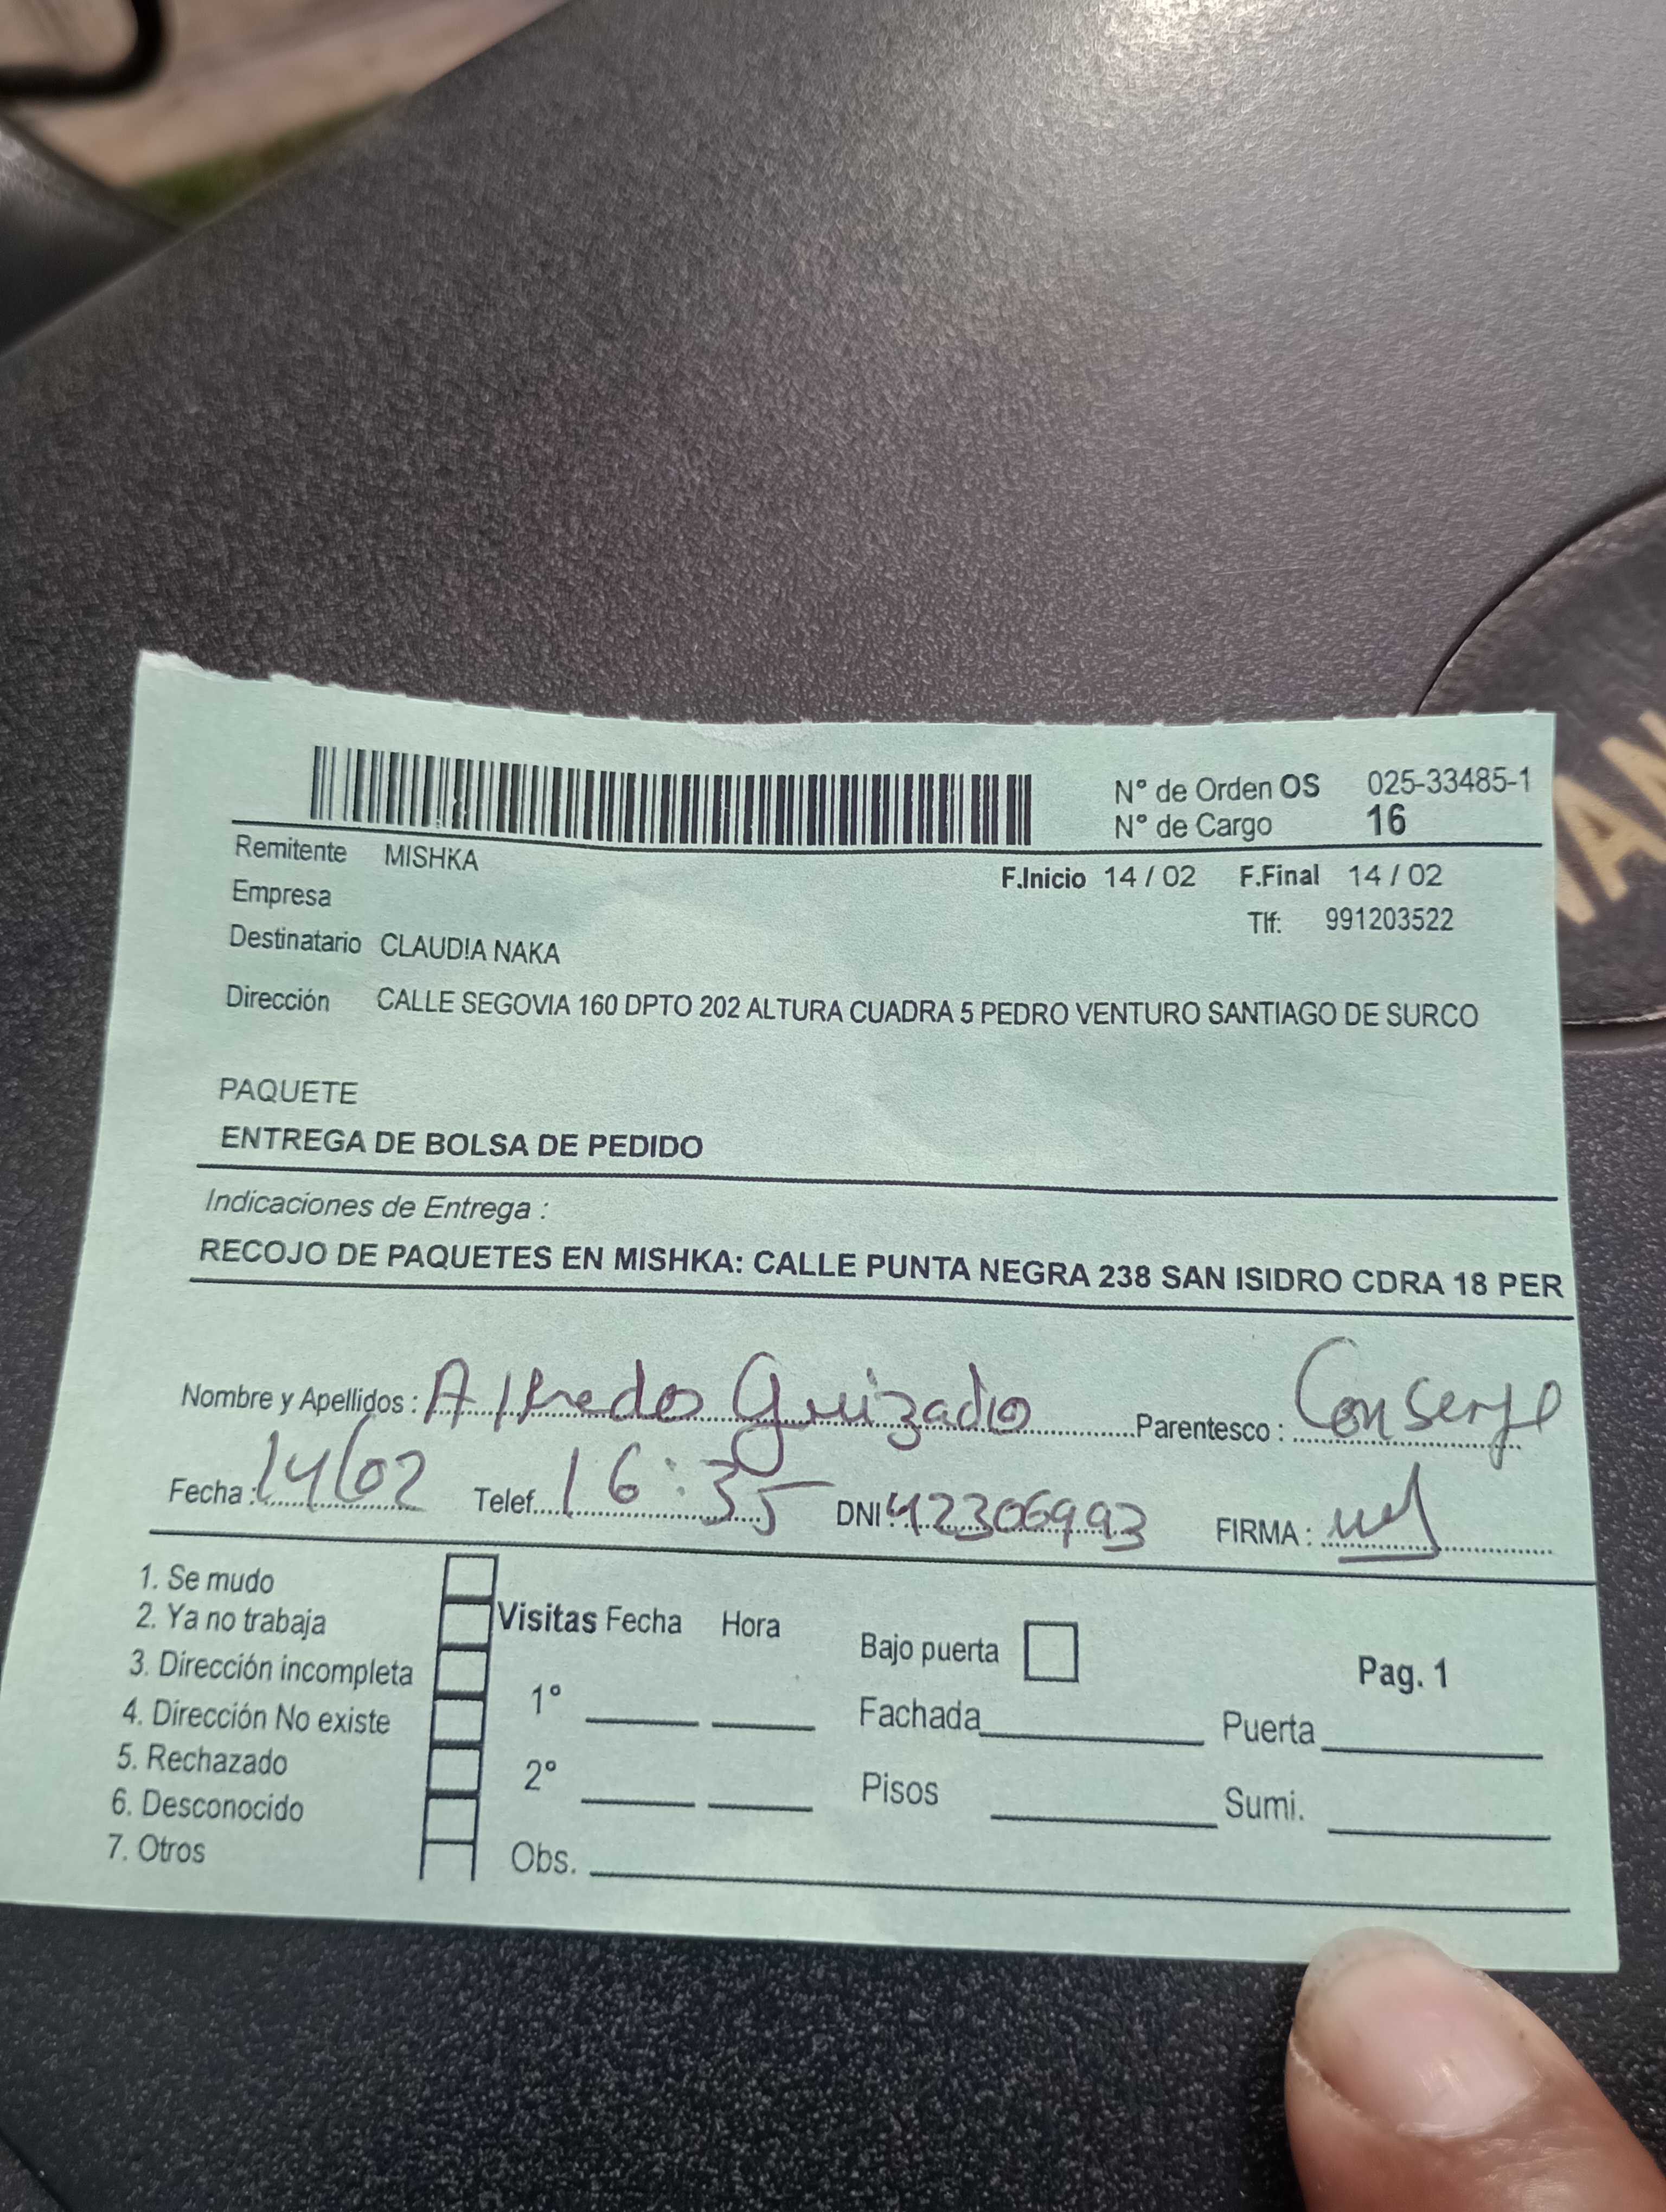 N° de Orden OS 025-33485-1
N° de Cargo 16
Remitente MISHKA
F.Inicio 14 / 02 F.Final 14 / 02
Empresa
Tlf: 991203522
Destinatario CLAUDIA NAKA
Dirección CALLE SEGOVIA 160 DPTO 202 ALTURA CUADRA 5 PEDRO VENTURO SANTIAGO DE SURCO
PAQUETE
ENTREGA DE BOLSA DE PEDIDO
Indicaciones de Entrega :
RECOJO DE PAQUETES EN MISHKA: CALLE PUNTA NEGRA 238 SAN ISIDRO CDRA 18 PER
Nombre y Apellidos : Alfredo Guizado Parentesco : Conserje
Fecha : 14/02 Telef. 16:35 DNI : 42306993 FIRMA :
1. Se mudo
2. Ya no trabaja
3. Dirección incompleta
4. Dirección No existe
5. Rechazado
6. Desconocido
7. Otros
Visitas Fecha Hora
1°
2°
Obs.
Bajo puerta
Fachada
Pisos
Pag. 1
Puerta
Sumi.